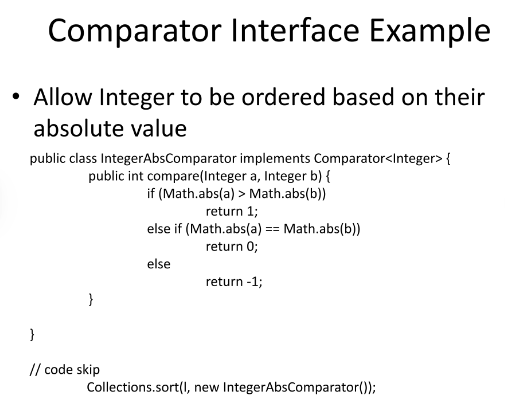 Comparator Interface Example
• Allow Integer to be ordered based on their
absolute value
public class IntegerAbsComparator implements Comparator<Integer> {
public int compare(Integer a, Integer b) {
if (Math.abs(a) > Math.abs(b))
return 1;
else if (Math.abs(a) == Math.abs(b))
return 0;
else
return -1;
}
}
// code skip
Collections.sort(l, new IntegerAbsComparator());